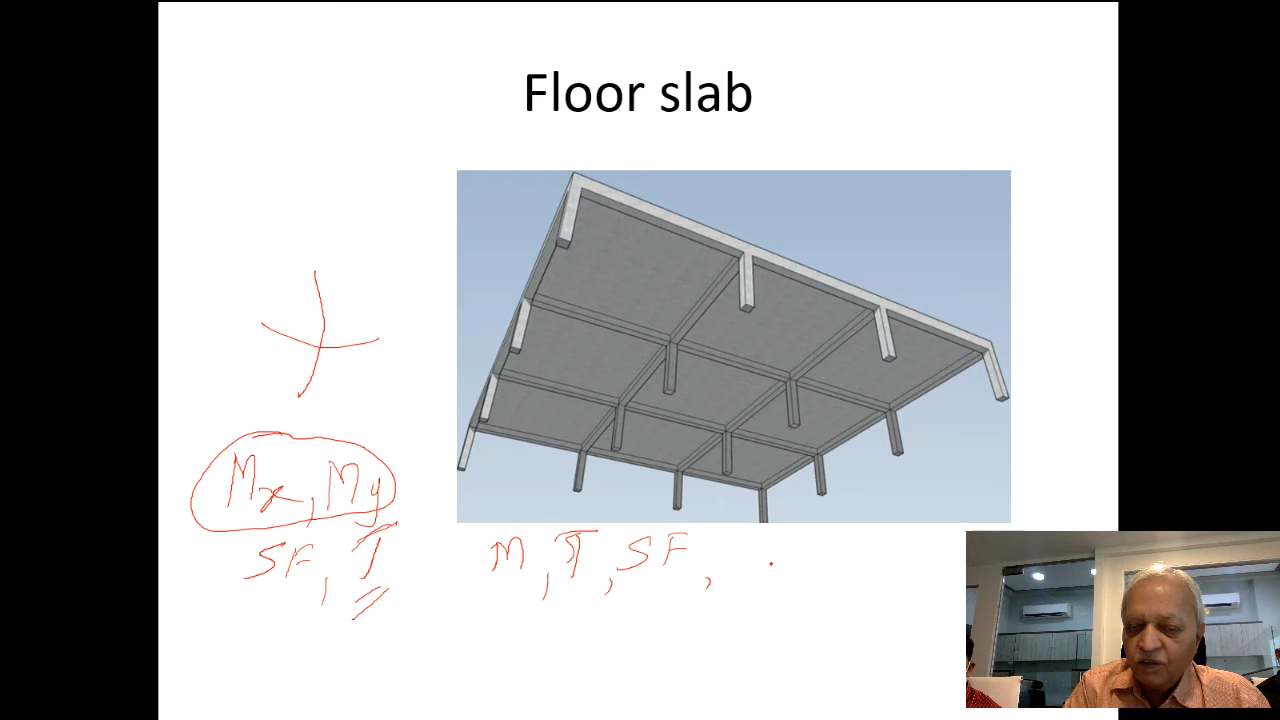 Floor slab
Mx, My
SF, T
M, T, SF,